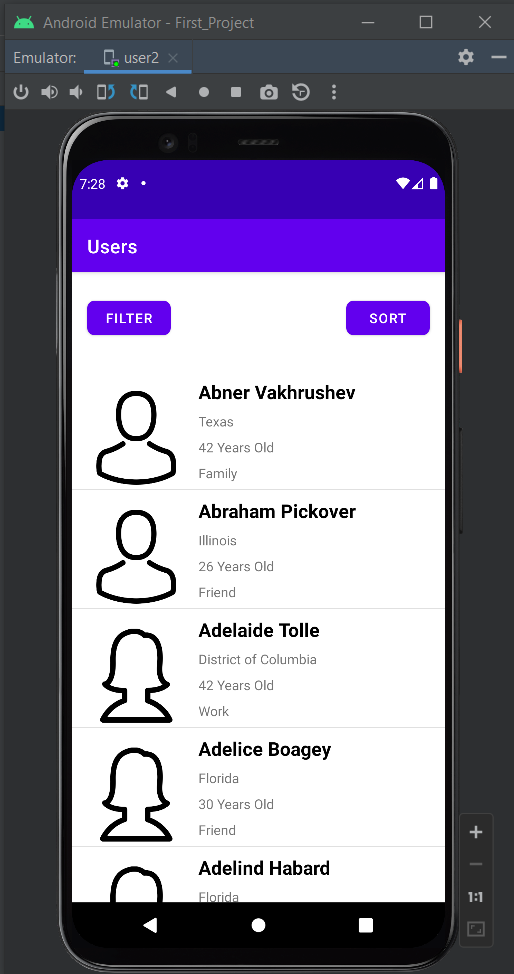 Android Emulator - First_Project
Emulator: user2
7:28
Users
FILTER SORT
Abner Vakhrushev
Texas
42 Years Old
Family
Abraham Pickover
Illinois
26 Years Old
Friend
Adelaide Tolle
District of Columbia
42 Years Old
Work
Adelice Boagey
Florida
30 Years Old
Friend
Adelind Habard
Florida
1:1